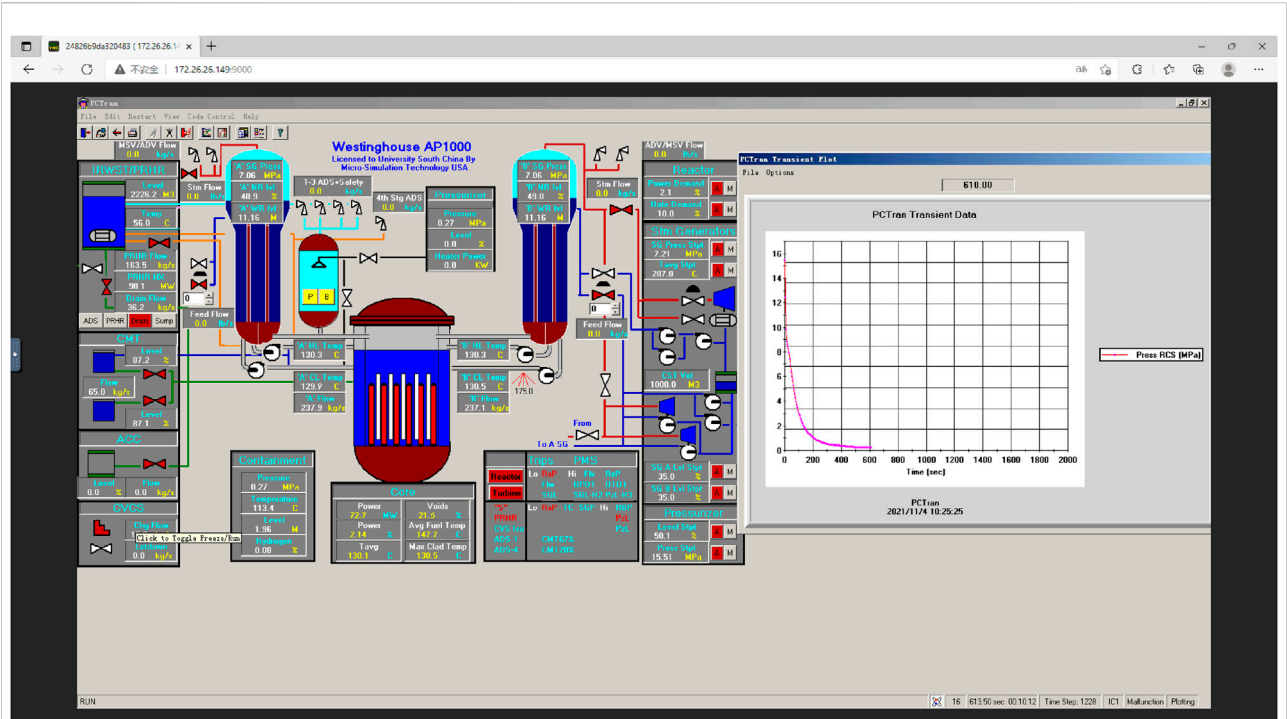 24826b9da320483 ( 172.26.26.1
不安全 | 172.26.26.149:9000
PCTran
File Edit Restart View Code Control Help
Westinghouse AP1000
Licensed to University South China By
Micro-Simulation Technology USA
MSV/ADV Flow
0.0 kg/s
IRWST/PRHR
Level
2226.2 M3
Temp
56.0 C
PRHR Flow
163.5 kg/s
PRHR HX
98.1 MW
Drain Flow
36.2 kg/s
ADS PRHR Drain Sump
Stm Flow
0.0 lb/s
'A' SG Press
7.06 MPa
'A' NR lvl
48.9 %
'A' WR lvl
11.16 M
0
Feed Flow
0.0 lb/s
1-3 ADS+Safety
0.0 kg/s
4th Stg ADS
0.0 kg/s
Pressurizer
Pressure
0.27 MPa
Level
0.0 %
Heater Power
0.0 KW
P B
'B' SG Press
7.06 MPa
'B' NR lvl
49.0 %
'B' WR lvl
11.16 M
Stm Flow
0.0 kg/s
0
Feed Flow
0.0 kg/s
ADV/MSV Flow
0.0 lb/s
Reactor
Power Demand
2.1 % A M
Rate Demand
10.0 % A M
Stm Generators
SG Press Stpt
7.21 MPa A M
Tavg Stpt
207.8 C A M
CST Vol
1000.0 M3
SG A Lvl Stpt
35.0 % A M
SG B Lvl Stpt
35.0 % A M
Pressurizer
Level Stpt
50.1 % A M
Press Stpt
15.51 MPa A M
CMT
Level
87.2 %
Flow
65.0 kg/s
Level
87.1 %
ACC
Level
0.0 %
Flow
0.0 kg/s
CVCS
Chg Flow
Click to Toggle Freeze/Run
Letdown
0.0 kg/s
'A' HL Temp
130.3 C
'A' CL Temp
129.9 C
'A' Flow
237.9 kg/s
'B' HL Temp
130.3 C
'B' CL Temp
130.5 C
'B' Flow
237.1 kg/s
175.0
From
To A SG
Containment
Pressure
0.27 MPa
Temperature
113.4 C
Level
1.96 M
Hydrogen
0.00 %
Core
Power
72.7 MW
Power
2.14 %
Tavg
130.1 C
Voids
21.5 %
Avg Fuel Temp
147.7 C
Max Clad Temp
130.5 C
Trips PMS
Reactor
Turbine
"S"
PRHR
ADS-1 CMT67%
ADS-4 CMT20%
PCTran Transient Plot
File Options
610.00
PCTran Transient Data
16
14
12
10
8
6
4
2
0
0 200 400 600 800 1000 1200 1400 1600 1800 2000
Time (sec)
Press RCS (MPa)
PCTran
2021/11/4 10:25:25
RUN
16 613.50 sec 00:10:12 Time Step: 1228 IC1 Malfunction Plotting